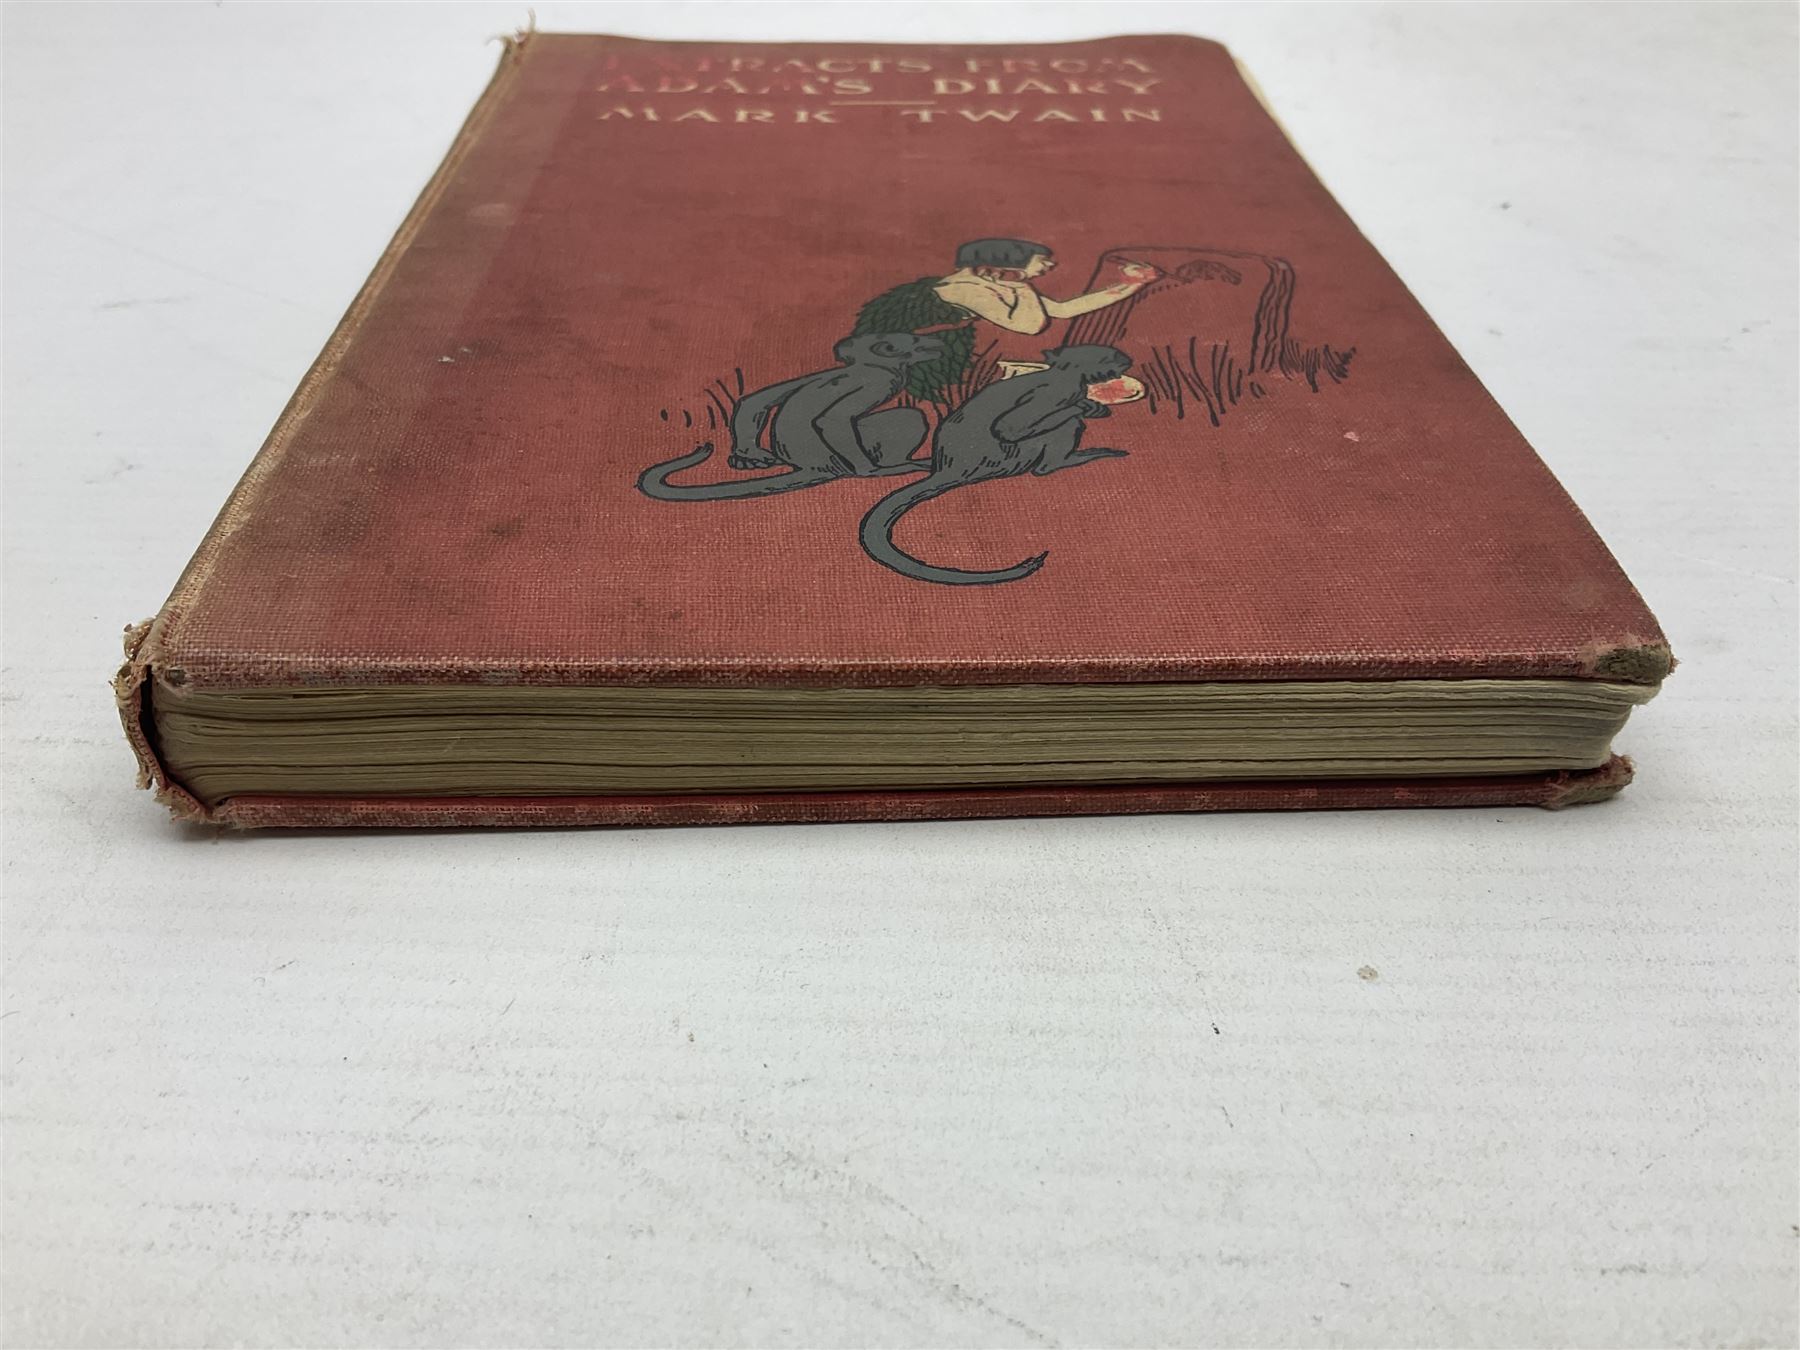 EXTRACTS FROM
ADAM'S DIARY
MARK TWAIN